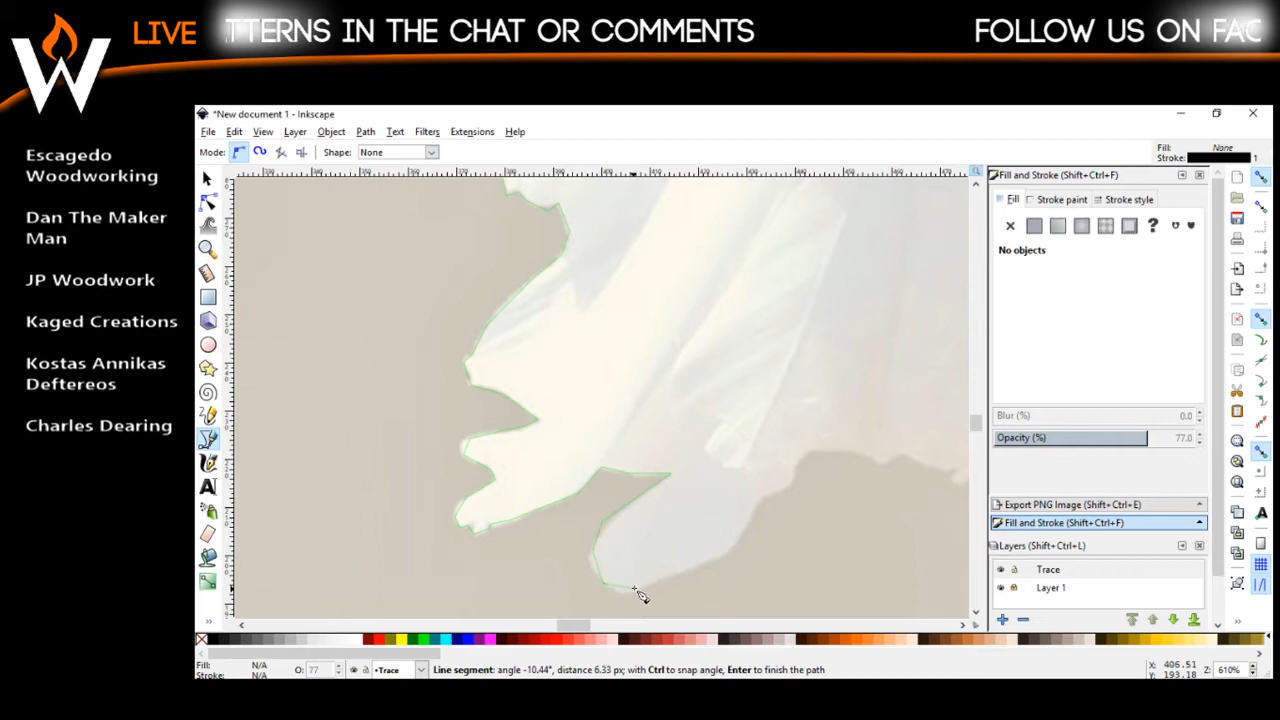 W
LIVE
TTERNS IN THE CHAT OR COMMENTS
FOLLOW US ON FAC
Escagedo
Woodworking
Dan The Maker
Man
JP Woodwork
Kaged Creations
Kostas Annikas
Deftereos
Charles Dearing
*New document 1 - Inkscape
File Edit View Layer Object Path Text Filters Extensions Help
Mode: Shape: None
Fill: None
Stroke: 1
Fill and Stroke (Shift+Ctrl+F)
Fill Stroke paint Stroke style
No objects
Blur (%) 0.0
Opacity (%) 77.0
Export PNG Image (Shift+Ctrl+E)
Fill and Stroke (Shift+Ctrl+F)
Layers (Shift+L)
Trace
Layer 1
Fill: N/A
Stroke: N/A
O: 77
•Trace
Line segment: angle -10.44°, distance 6.33 px; with Ctrl to snap angle, Enter to finish the path
X: 406.51
Y: 193.18
Z: 610%